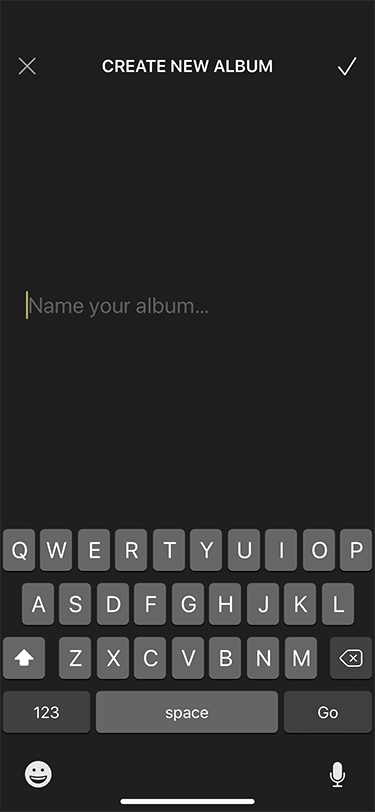 CREATE NEW ALBUM
Name your album...
Q W E R T Y U I O P
A S D F G H J K L
Z X C V B N M
123 space Go